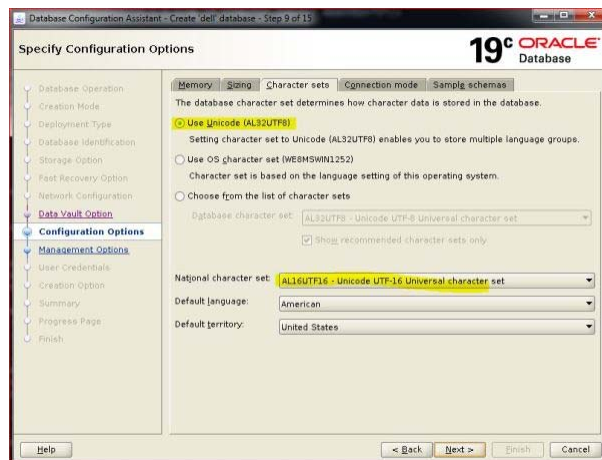 Database Configuration Assistant - Create 'dell' database - Step 9 of 15
Specify Configuration Options
19c ORACLE
Database
Database Operation
Creation Mode
Deployment Type
Database Identification
Storage Option
Fast Recovery Option
Network Configuration
Data Vault Option
Configuration Options
Management Options
User Credentials
Creation Option
Summary
Progress Page
Finish
Memory Sizing Character sets Connection mode Sample schemas
The database character set determines how character data is stored in the database.
Use Unicode (AL32UTF8)
Setting character set to Unicode (AL32UTF8) enables you to store multiple language groups.
Use OS character set (WE8MSWIN1252)
Character set is based on the language setting of this operating system.
Choose from the list of character sets
Database character set: AL32UTF8 - Unicode UTF-8 Universal character set
Show recommended character sets only
National character set: AL16UTF16 - Unicode UTF-16 Universal character set
Default language: American
Default territory: United States
Help < Back Next > Finish Cancel